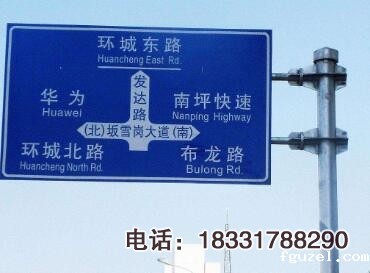 环城东路
Huancheng East Rd.
发达路
华为
Huawei
南坪快速
Nanping Highway
(北)坂雪岗大道(南)
环城北路
Huancheng North Rd.
布龙路
Bulong Rd.
电话：18331788290
fguzel.com